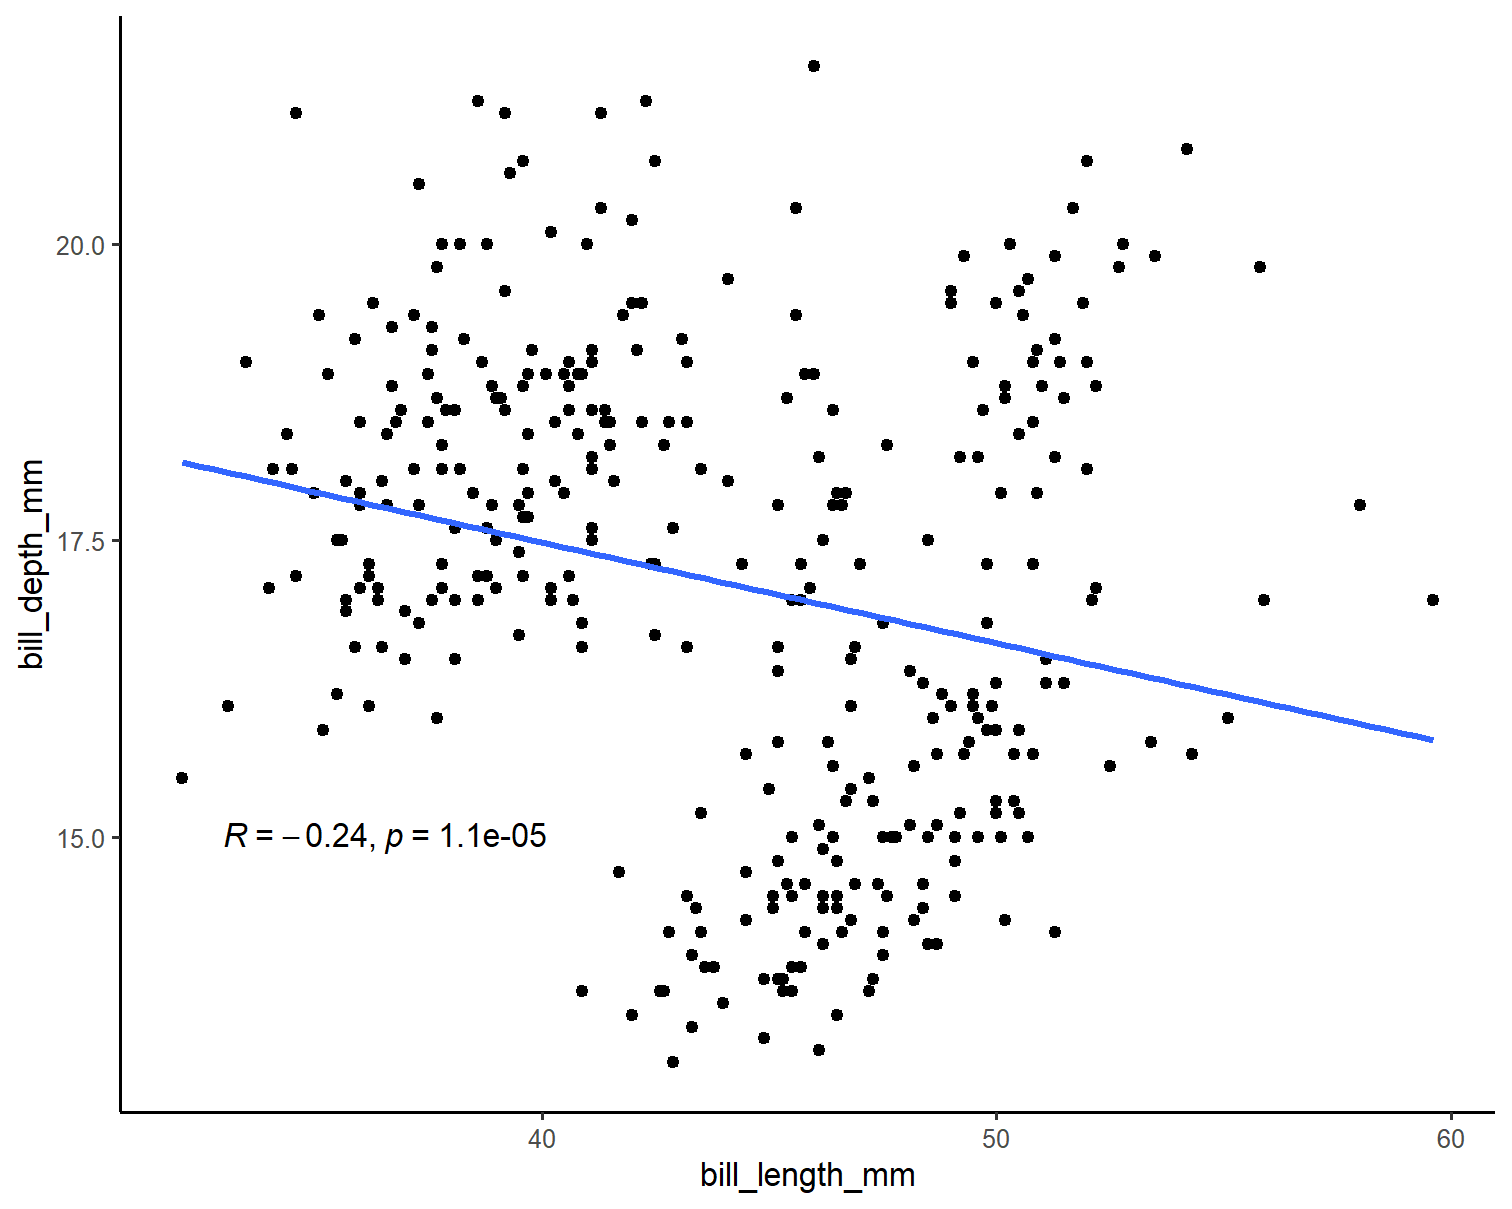 20.0
17.5
15.0
bill_depth_mm
R = − 0.24, p = 1.1e-05
40
50
60
bill_length_mm